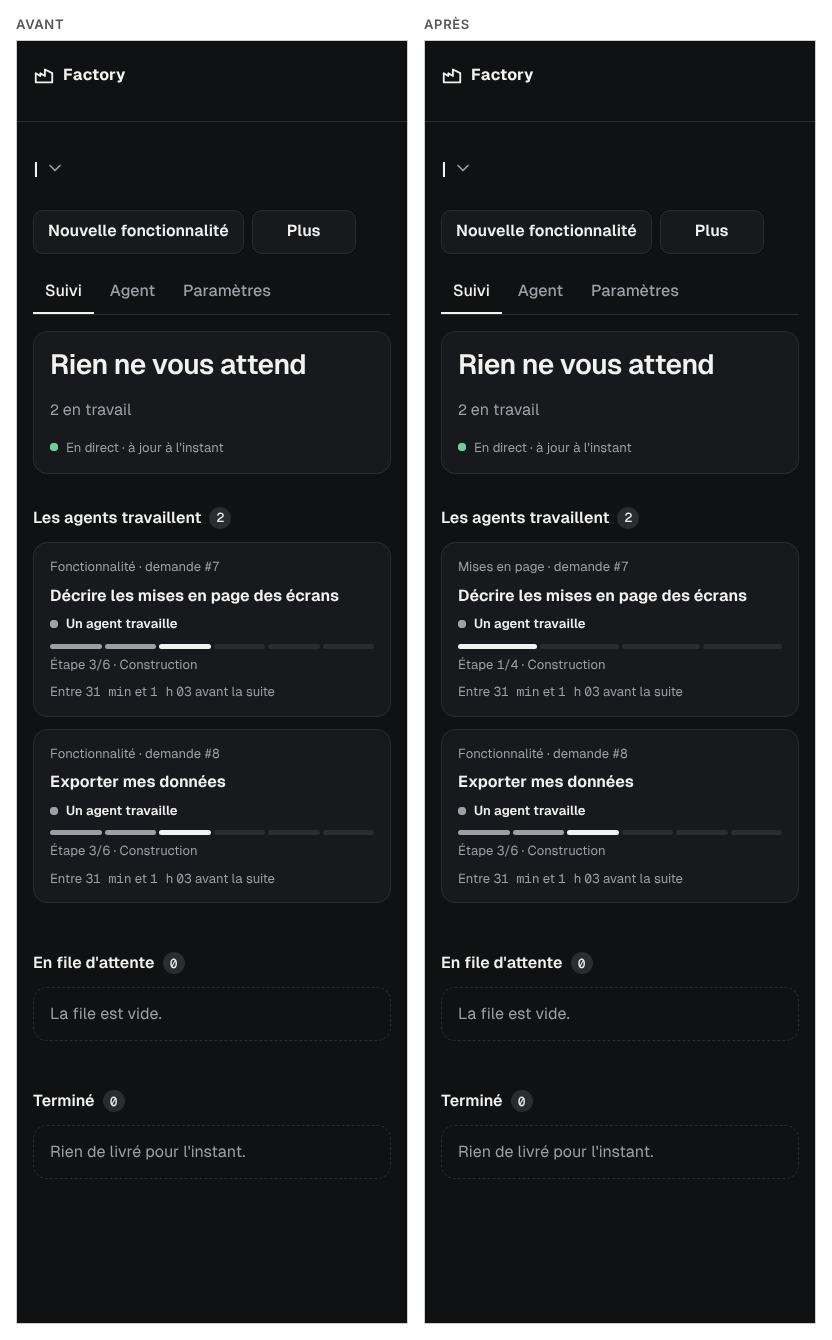 AVANT
Factory
Nouvelle fonctionnalité
Plus
Suivi
Agent
Paramètres
Rien ne vous attend
2 en travail
En direct · à jour à l'instant
Les agents travaillent 2
Fonctionnalité · demande #7
Décrire les mises en page des écrans
Un agent travaille
Étape 3/6 · Construction
Entre 31 min et 1 h 03 avant la suite
Fonctionnalité · demande #8
Exporter mes données
Un agent travaille
Étape 3/6 · Construction
Entre 31 min et 1 h 03 avant la suite
En file d'attente 0
La file est vide.
Terminé 0
Rien de livré pour l'instant.
APRÈS
Factory
Nouvelle fonctionnalité
Plus
Suivi
Agent
Paramètres
Rien ne vous attend
2 en travail
En direct · à jour à l'instant
Les agents travaillent 2
Mises en page · demande #7
Décrire les mises en page des écrans
Un agent travaille
Étape 1/4 · Construction
Entre 31 min et 1 h 03 avant la suite
Fonctionnalité · demande #8
Exporter mes données
Un agent travaille
Étape 3/6 · Construction
Entre 31 min et 1 h 03 avant la suite
En file d'attente 0
La file est vide.
Terminé 0
Rien de livré pour l'instant.